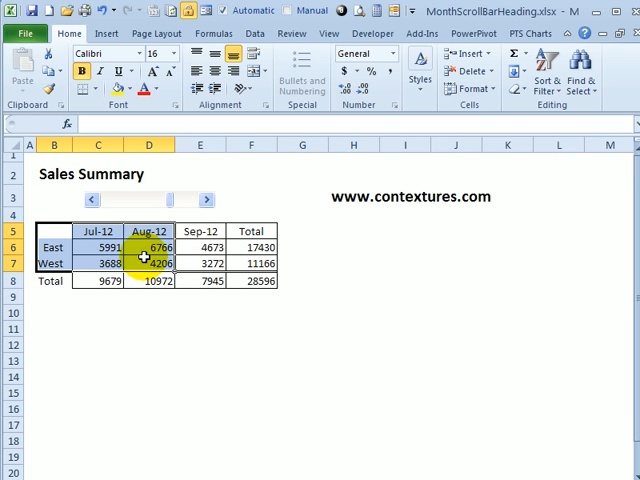 Automatic Manual MonthScrollBarHeading.xlsx - M
File Home Insert Page Layout Formulas Data Review View Developer Add-Ins PowerPivot PTS Charts
Paste Calibri 16 General Insert
B I U A A Bullets and Numbering $ % , Styles Delete Sort & Filter Find & Select
Format
Clipboard Font Alignment Special Number Cells Editing
fx
A B C D E F G H I J K L M
1
2 Sales Summary
3 www.contextures.com
4
5 Jul-12 Aug-12 Sep-12 Total
6 East 5991 6766 4673 17430
7 West 3688 4206 3272 11166
8 Total 9679 10972 7945 28596
9
10
11
12
13
14
15
16
17
18
19
20